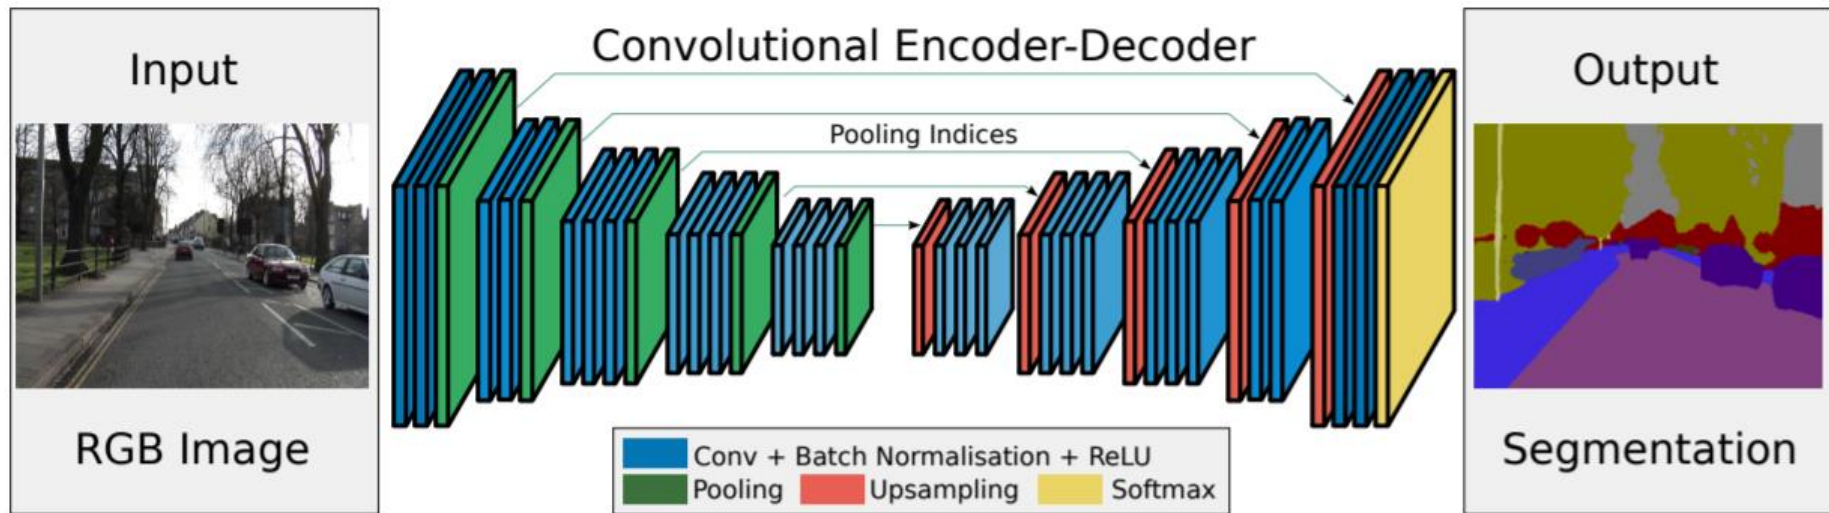 Input
RGB Image
Convolutional Encoder-Decoder
Pooling Indices
Conv + Batch Normalisation + ReLU
Pooling
Upsampling
Softmax
Output
Segmentation